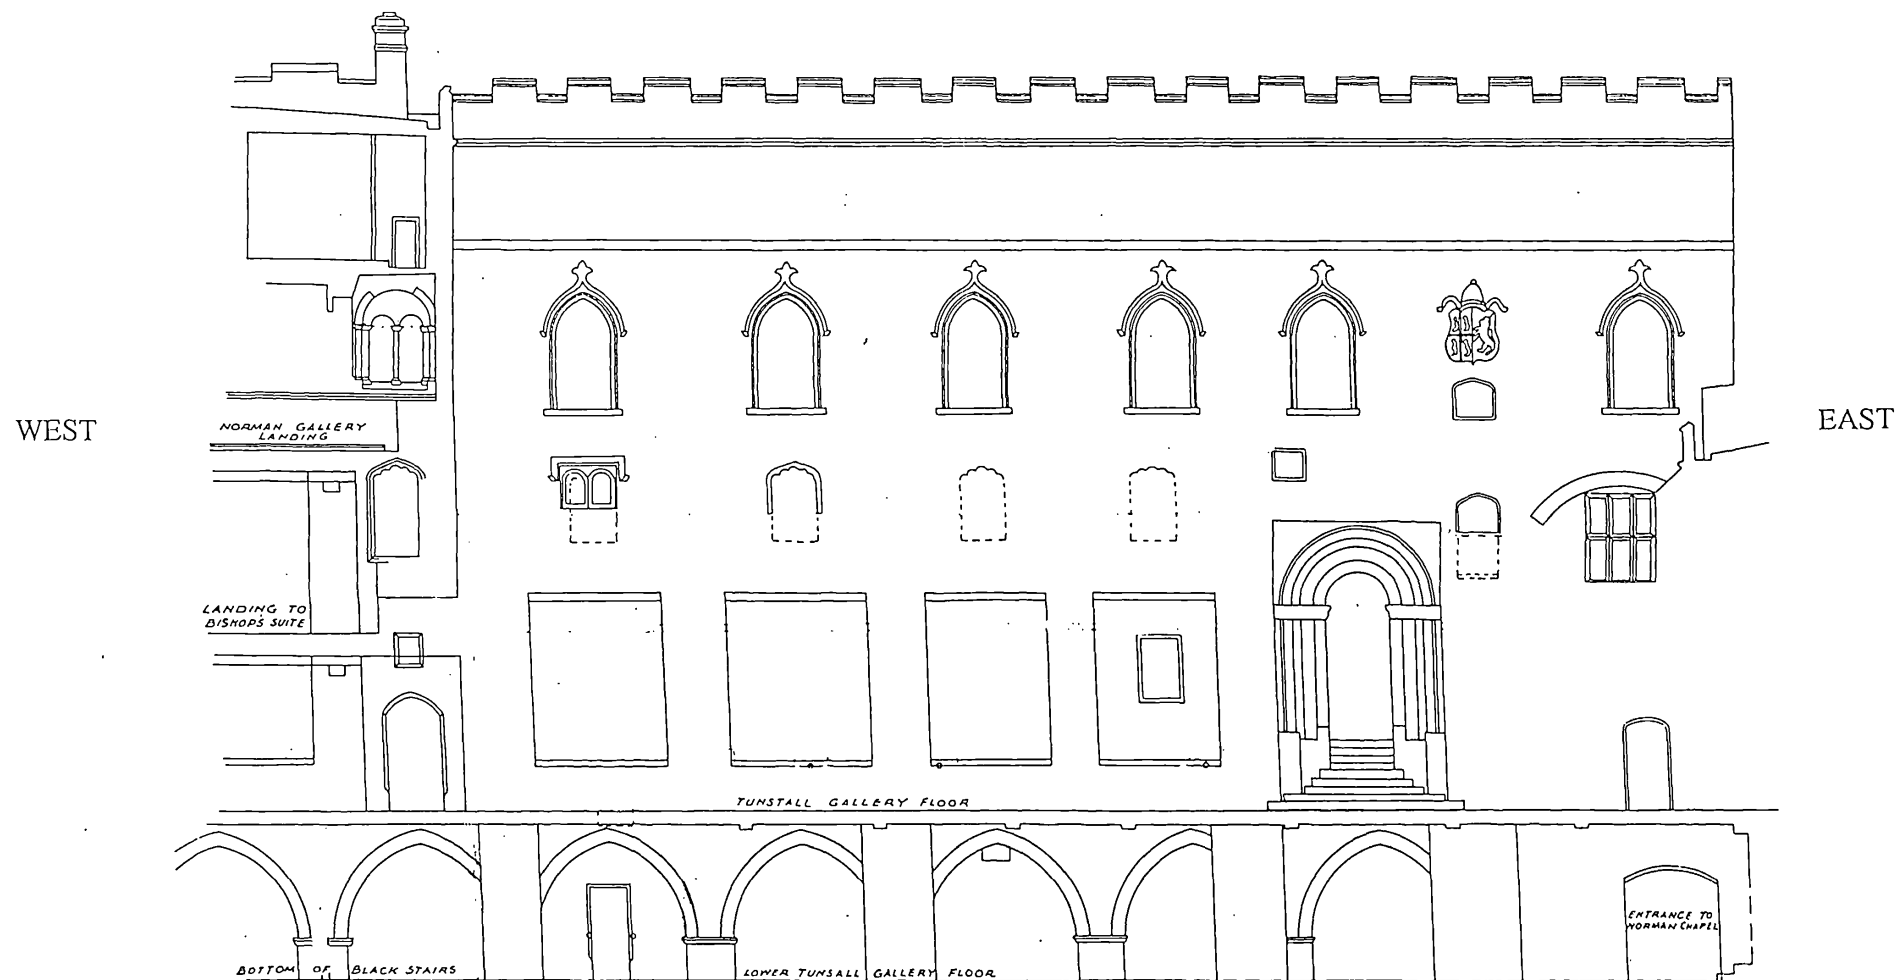 WEST
EAST
NORMAN GALLERY
LANDING
LANDING TO
BISHOP'S SUITE
TUNSTALL GALLERY FLOOR
ENTRANCE TO
NORMAN CHAPEL
BOTTOM OF BLACK STAIRS
LOWER TUNSALL GALLERY FLOOR